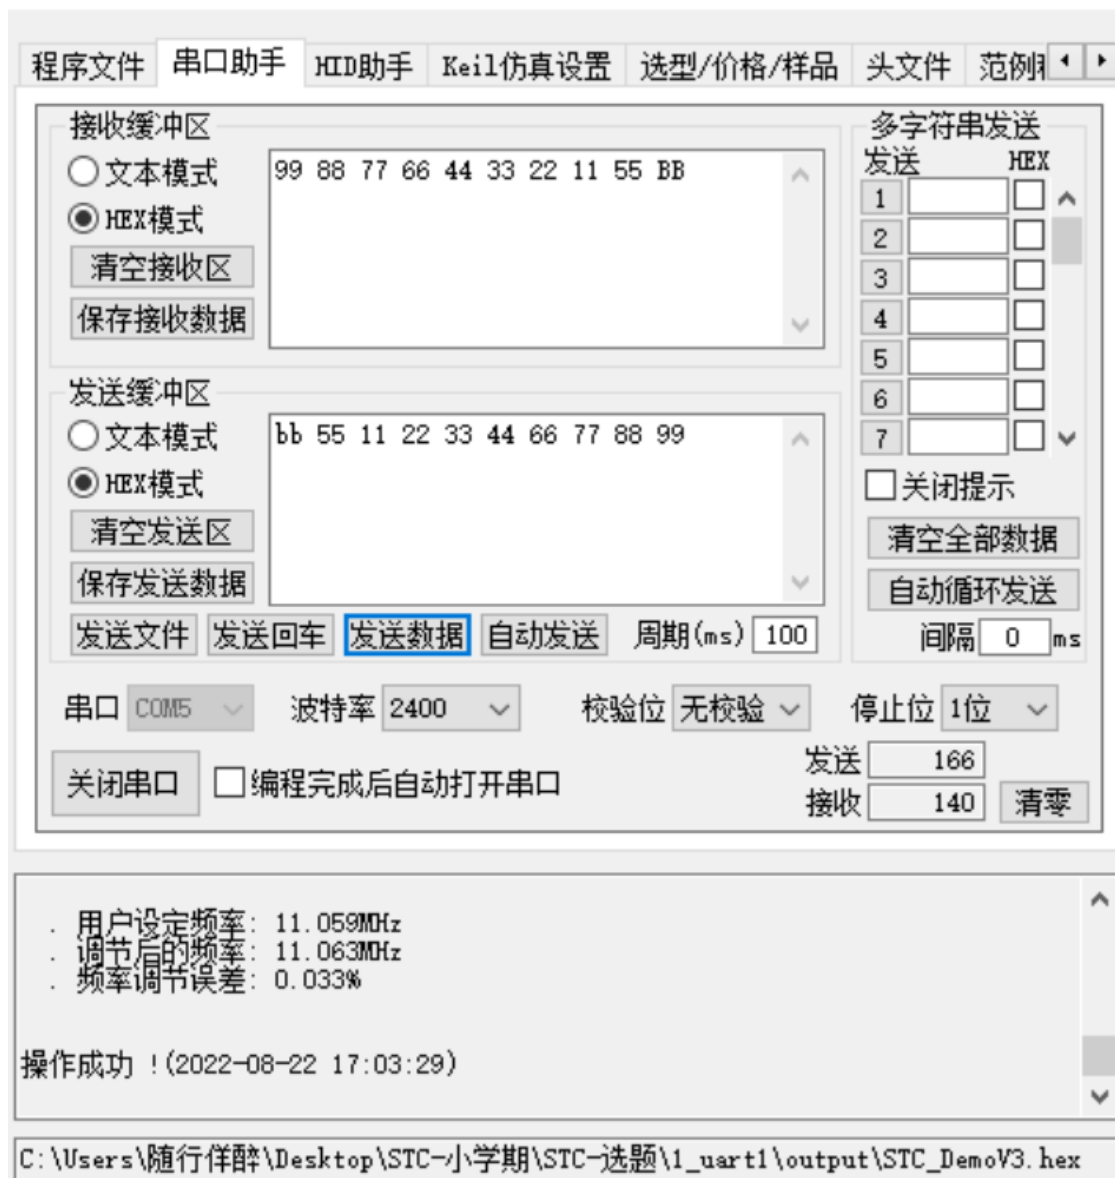 程序文件 串口助手 HID助手 Keil仿真设置 选型/价格/样品 头文件 范例
接收缓冲区
文本模式
HEX模式
清空接收区
保存接收数据
99 88 77 66 44 33 22 11 55 BB
发送缓冲区
文本模式
HEX模式
清空发送区
保存发送数据
bb 55 11 22 33 44 66 77 88 99
发送文件 发送回车 发送数据 自动发送 周期(ms) 100
多字符串发送
发送 HEX
1
2
3
4
5
6
7
关闭提示
清空全部数据
自动循环发送
间隔 0 ms
串口 COM5 波特率 2400 校验位 无校验 停止位 1位
关闭串口 编程完成后自动打开串口
发送 166
接收 140 清零
. 用户设定频率: 11.059MHz
. 调节后的频率: 11.063MHz
. 频率调节误差: 0.033%
操作成功 !(2022-08-22 17:03:29)
C:\Users\随行佯醉\Desktop\STC-小学期\STC-选题\1_uart1\output\STC_DemoV3.hex